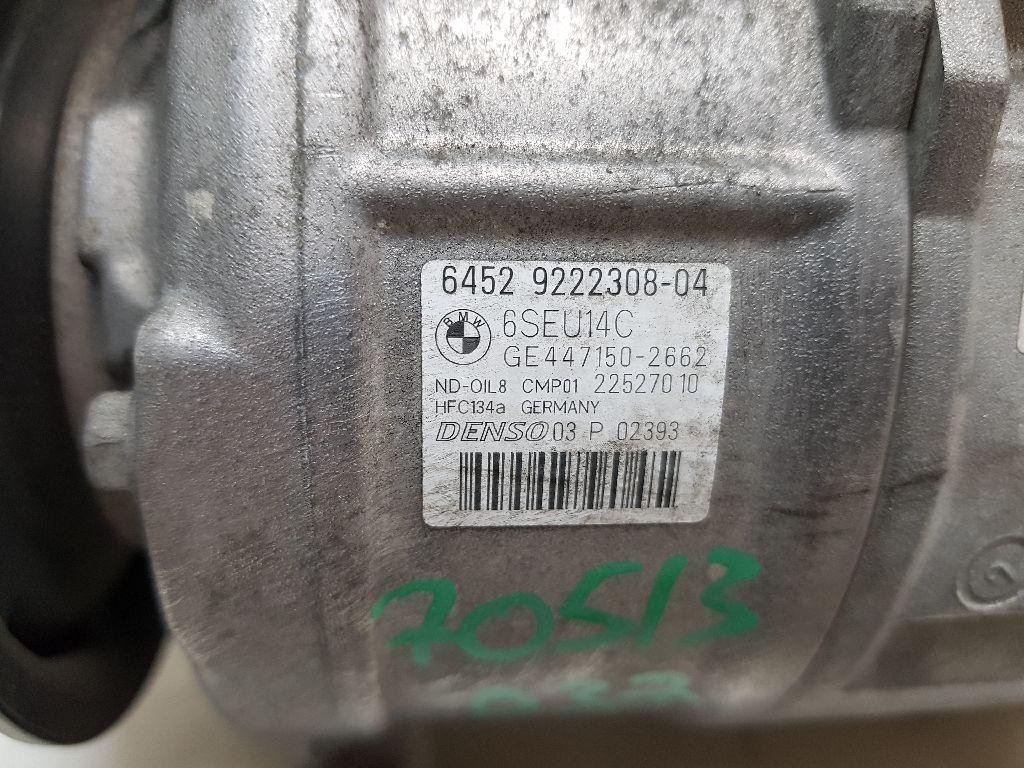 6452 9222308-04
BMW 6SEU14C
GE447150-2662
ND-OIL8 CMP01 22527010
HFC134a GERMANY
DENSO 03 P 02393
70513